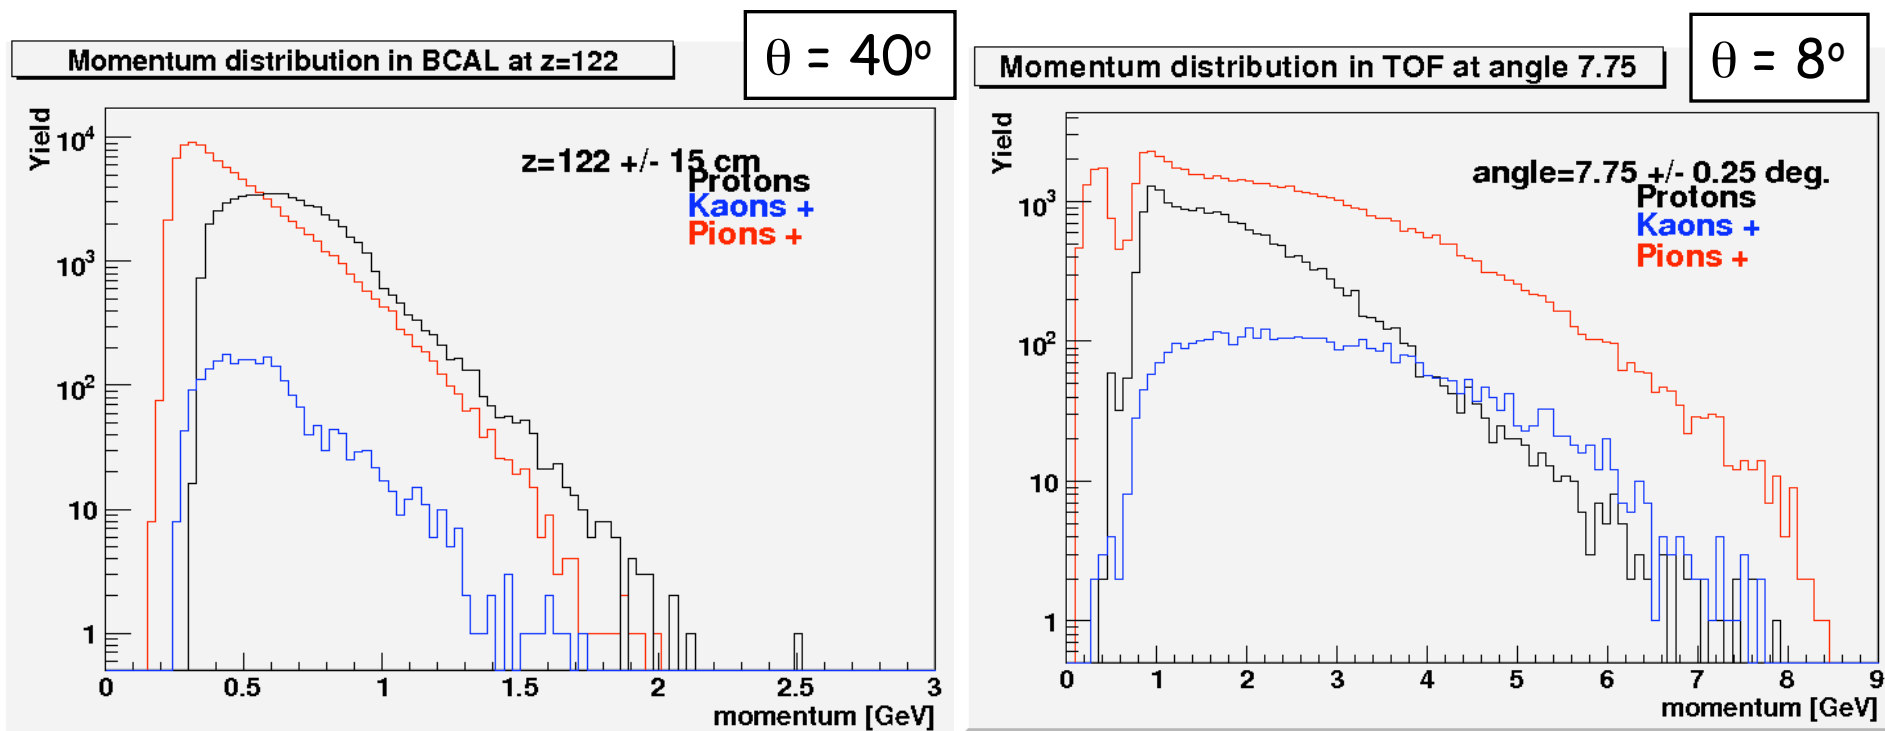 Momentum distribution in BCAL at z=122
θ = 40º
Yield
10⁴
10³
10²
10
1
z=122 +/- 15 cm
Protons
Kaons +
Pions +
0 0.5 1 1.5 2 2.5 3
momentum [GeV]
Momentum distribution in TOF at angle 7.75
θ = 8º
Yield
10³
10²
10
1
angle=7.75 +/- 0.25 deg.
Protons
Kaons +
Pions +
0 1 2 3 4 5 6 7 8 9
momentum [GeV]